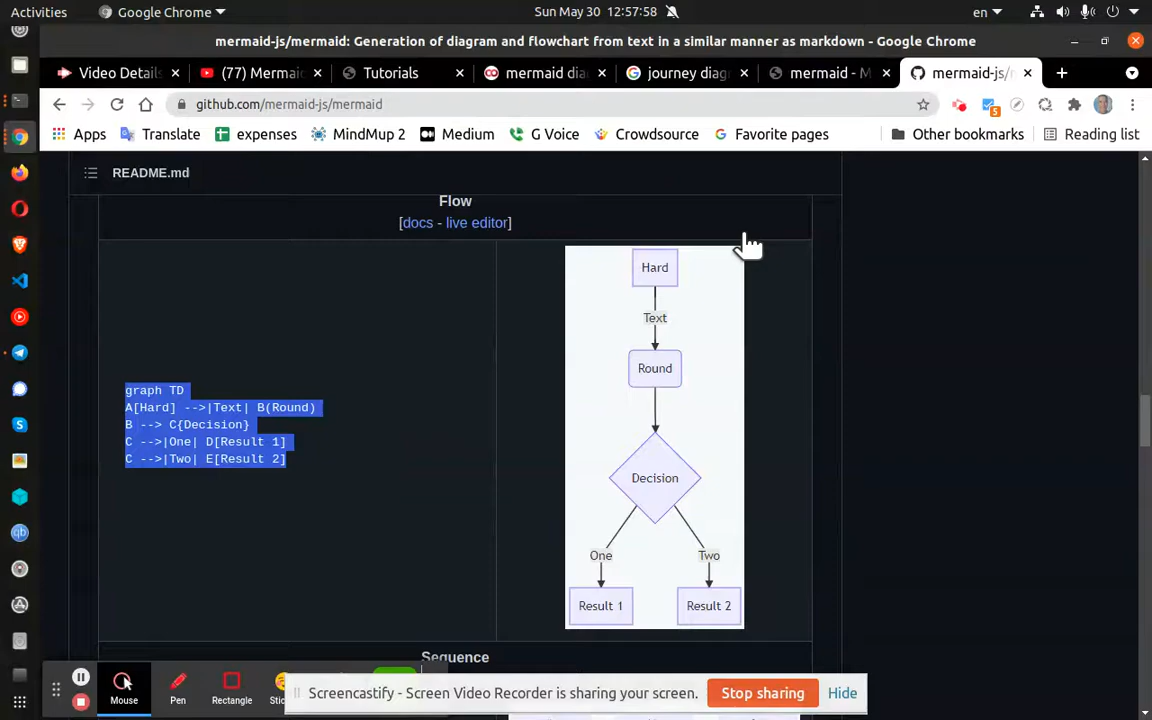 Activities
Google Chrome
Sun May 30 12:57:58
en
mermaid-js/mermaid: Generation of diagram and flowchart from text in a similar manner as markdown - Google Chrome
Video Details
(77) Mermai
Tutorials
mermaid dia
journey diag
mermaid - M
mermaid-js/
github.com/mermaid-js/mermaid
Apps
Translate
expenses
MindMup 2
Medium
G Voice
Crowdsource
Favorite pages
Other bookmarks
Reading list
5
README.md
Flow
[docs - live editor]
graph TD
A[Hard] -->|Text| B(Round)
B --> C{Decision}
C -->|One| D[Result 1]
C -->|Two| E[Result 2]
Hard
Text
Round
Decision
One
Two
Result 1
Result 2
Sequence
Mouse
Pen
Rectangle
Screencastify - Screen Video Recorder is sharing your screen.
Stop sharing
Hide